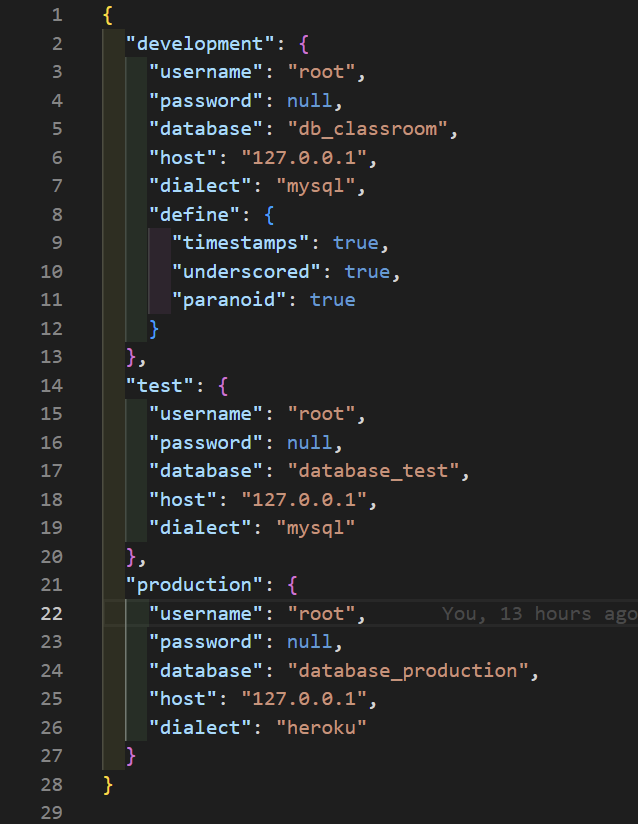 1 {
2 "development": {
3 "username": "root",
4 "password": null,
5 "database": "db_classroom",
6 "host": "127.0.0.1",
7 "dialect": "mysql",
8 "define": {
9 "timestamps": true,
10 "underscored": true,
11 "paranoid": true
12 }
13 },
14 "test": {
15 "username": "root",
16 "password": null,
17 "database": "database_test",
18 "host": "127.0.0.1",
19 "dialect": "mysql"
20 },
21 "production": {
22 "username": "root", You, 13 hours ago
23 "password": null,
24 "database": "database_production",
25 "host": "127.0.0.1",
26 "dialect": "heroku"
27 }
28 }
29